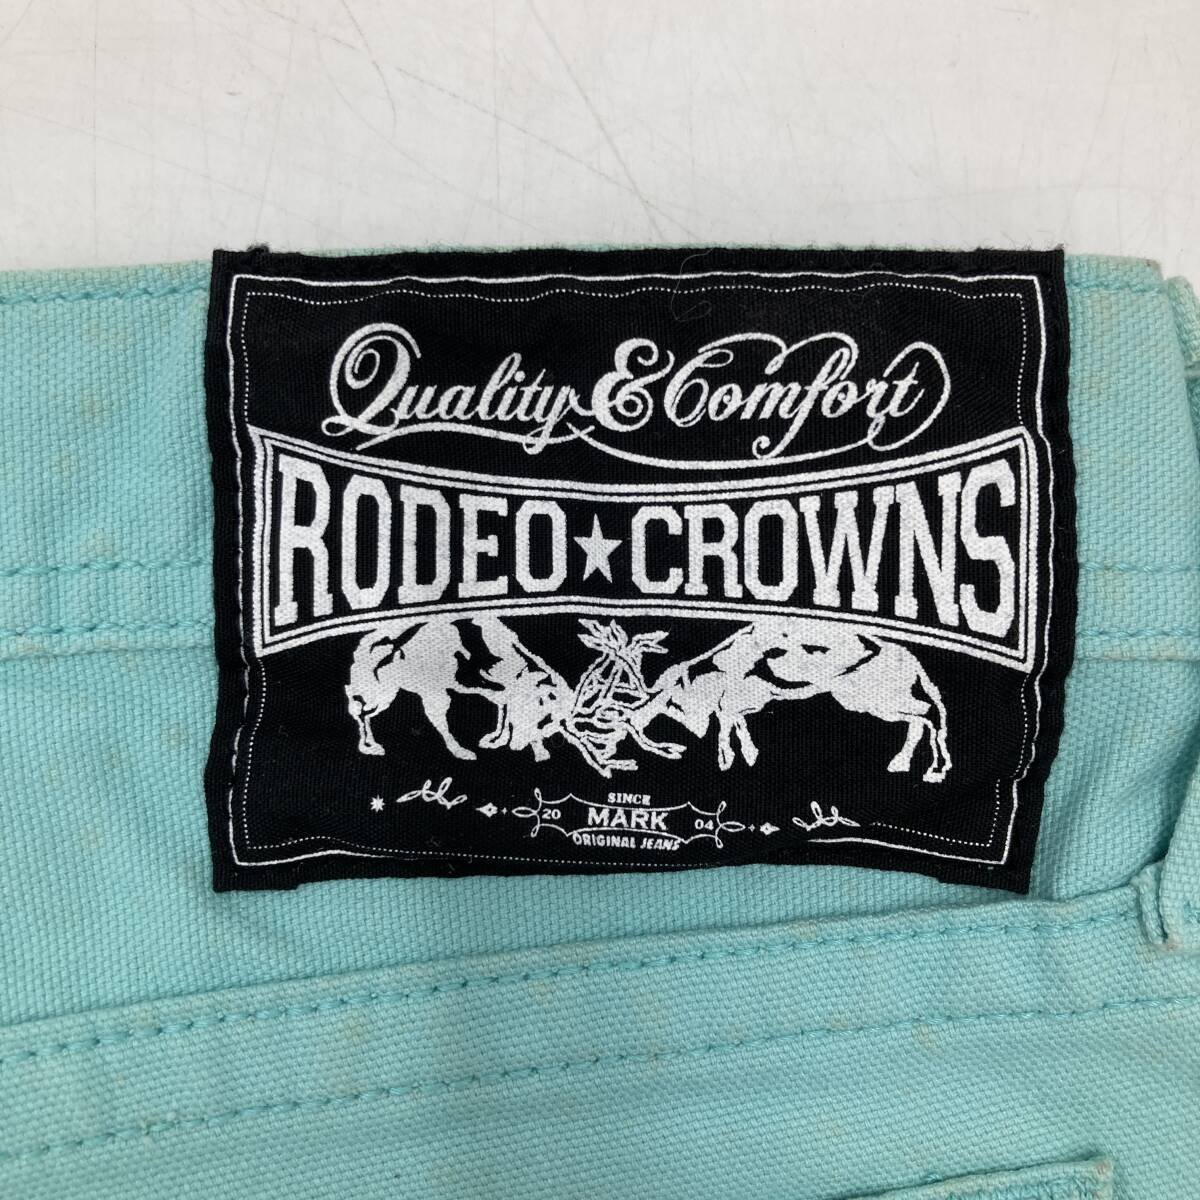 Quality & Comfort
RODEO★CROWNS
SINCE
20 MARK 04
ORIGINAL JEANS